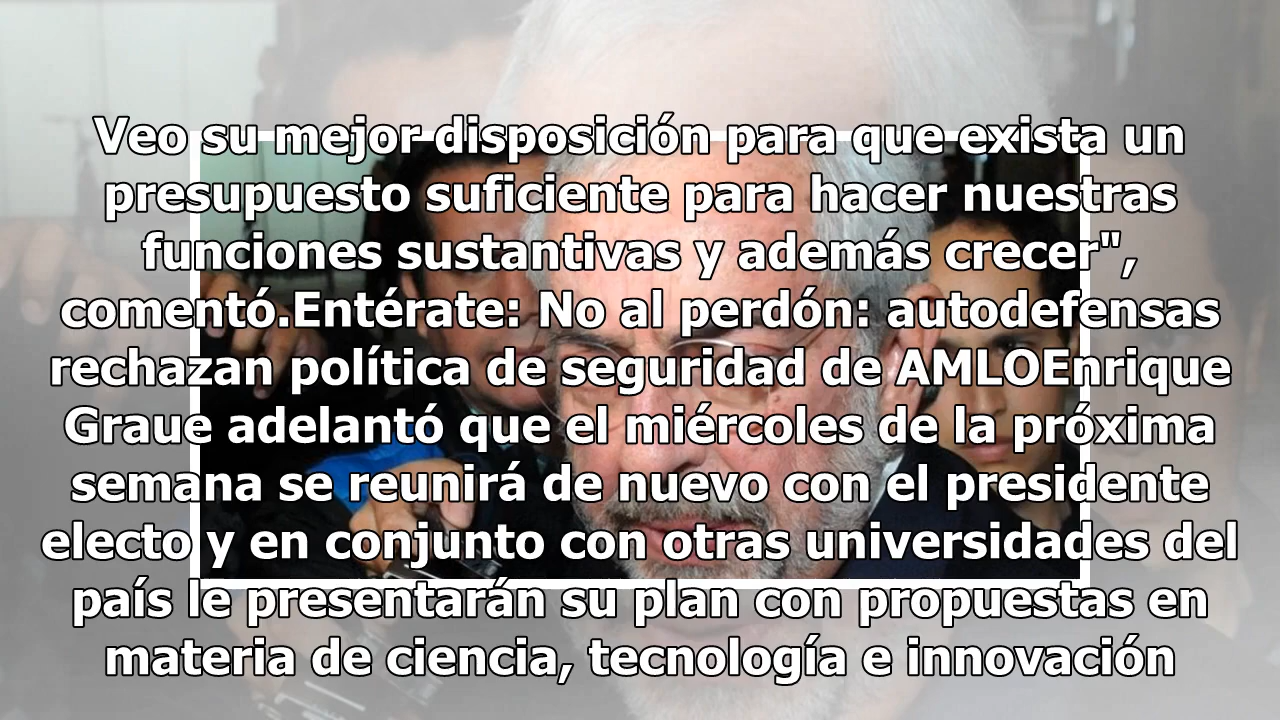 Veo su mejor disposición para que exista un
presupuesto suficiente para hacer nuestras
funciones sustantivas y además crecer",
comentó.Entérate: No al perdón: autodefensas
rechazan política de seguridad de AMLOEnrique
Graue adelantó que el miércoles de la próxima
semana se reunirá de nuevo con el presidente
electo y en conjunto con otras universidades del
país le presentarán su plan con propuestas en
materia de ciencia, tecnología e innovación